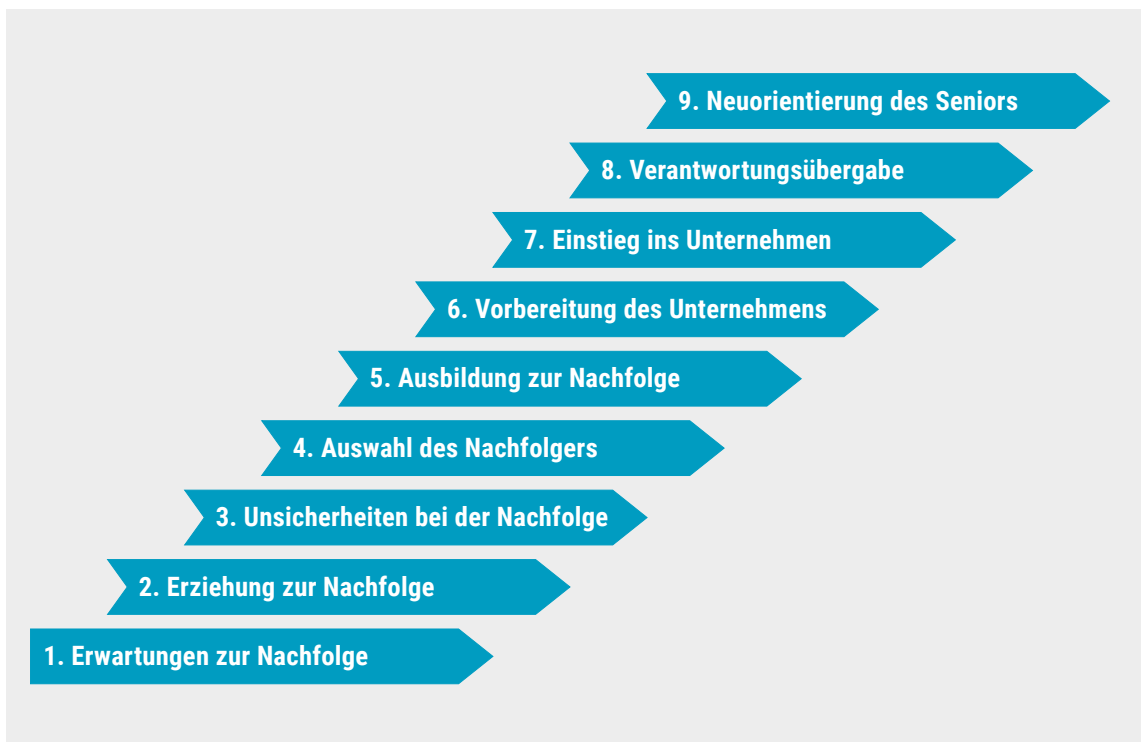 9. Neuorientierung des Seniors
8. Verantwortungsübergabe
7. Einstieg ins Unternehmen
6. Vorbereitung des Unternehmens
5. Ausbildung zur Nachfolge
4. Auswahl des Nachfolgers
3. Unsicherheiten bei der Nachfolge
2. Erziehung zur Nachfolge
1. Erwartungen zur Nachfolge